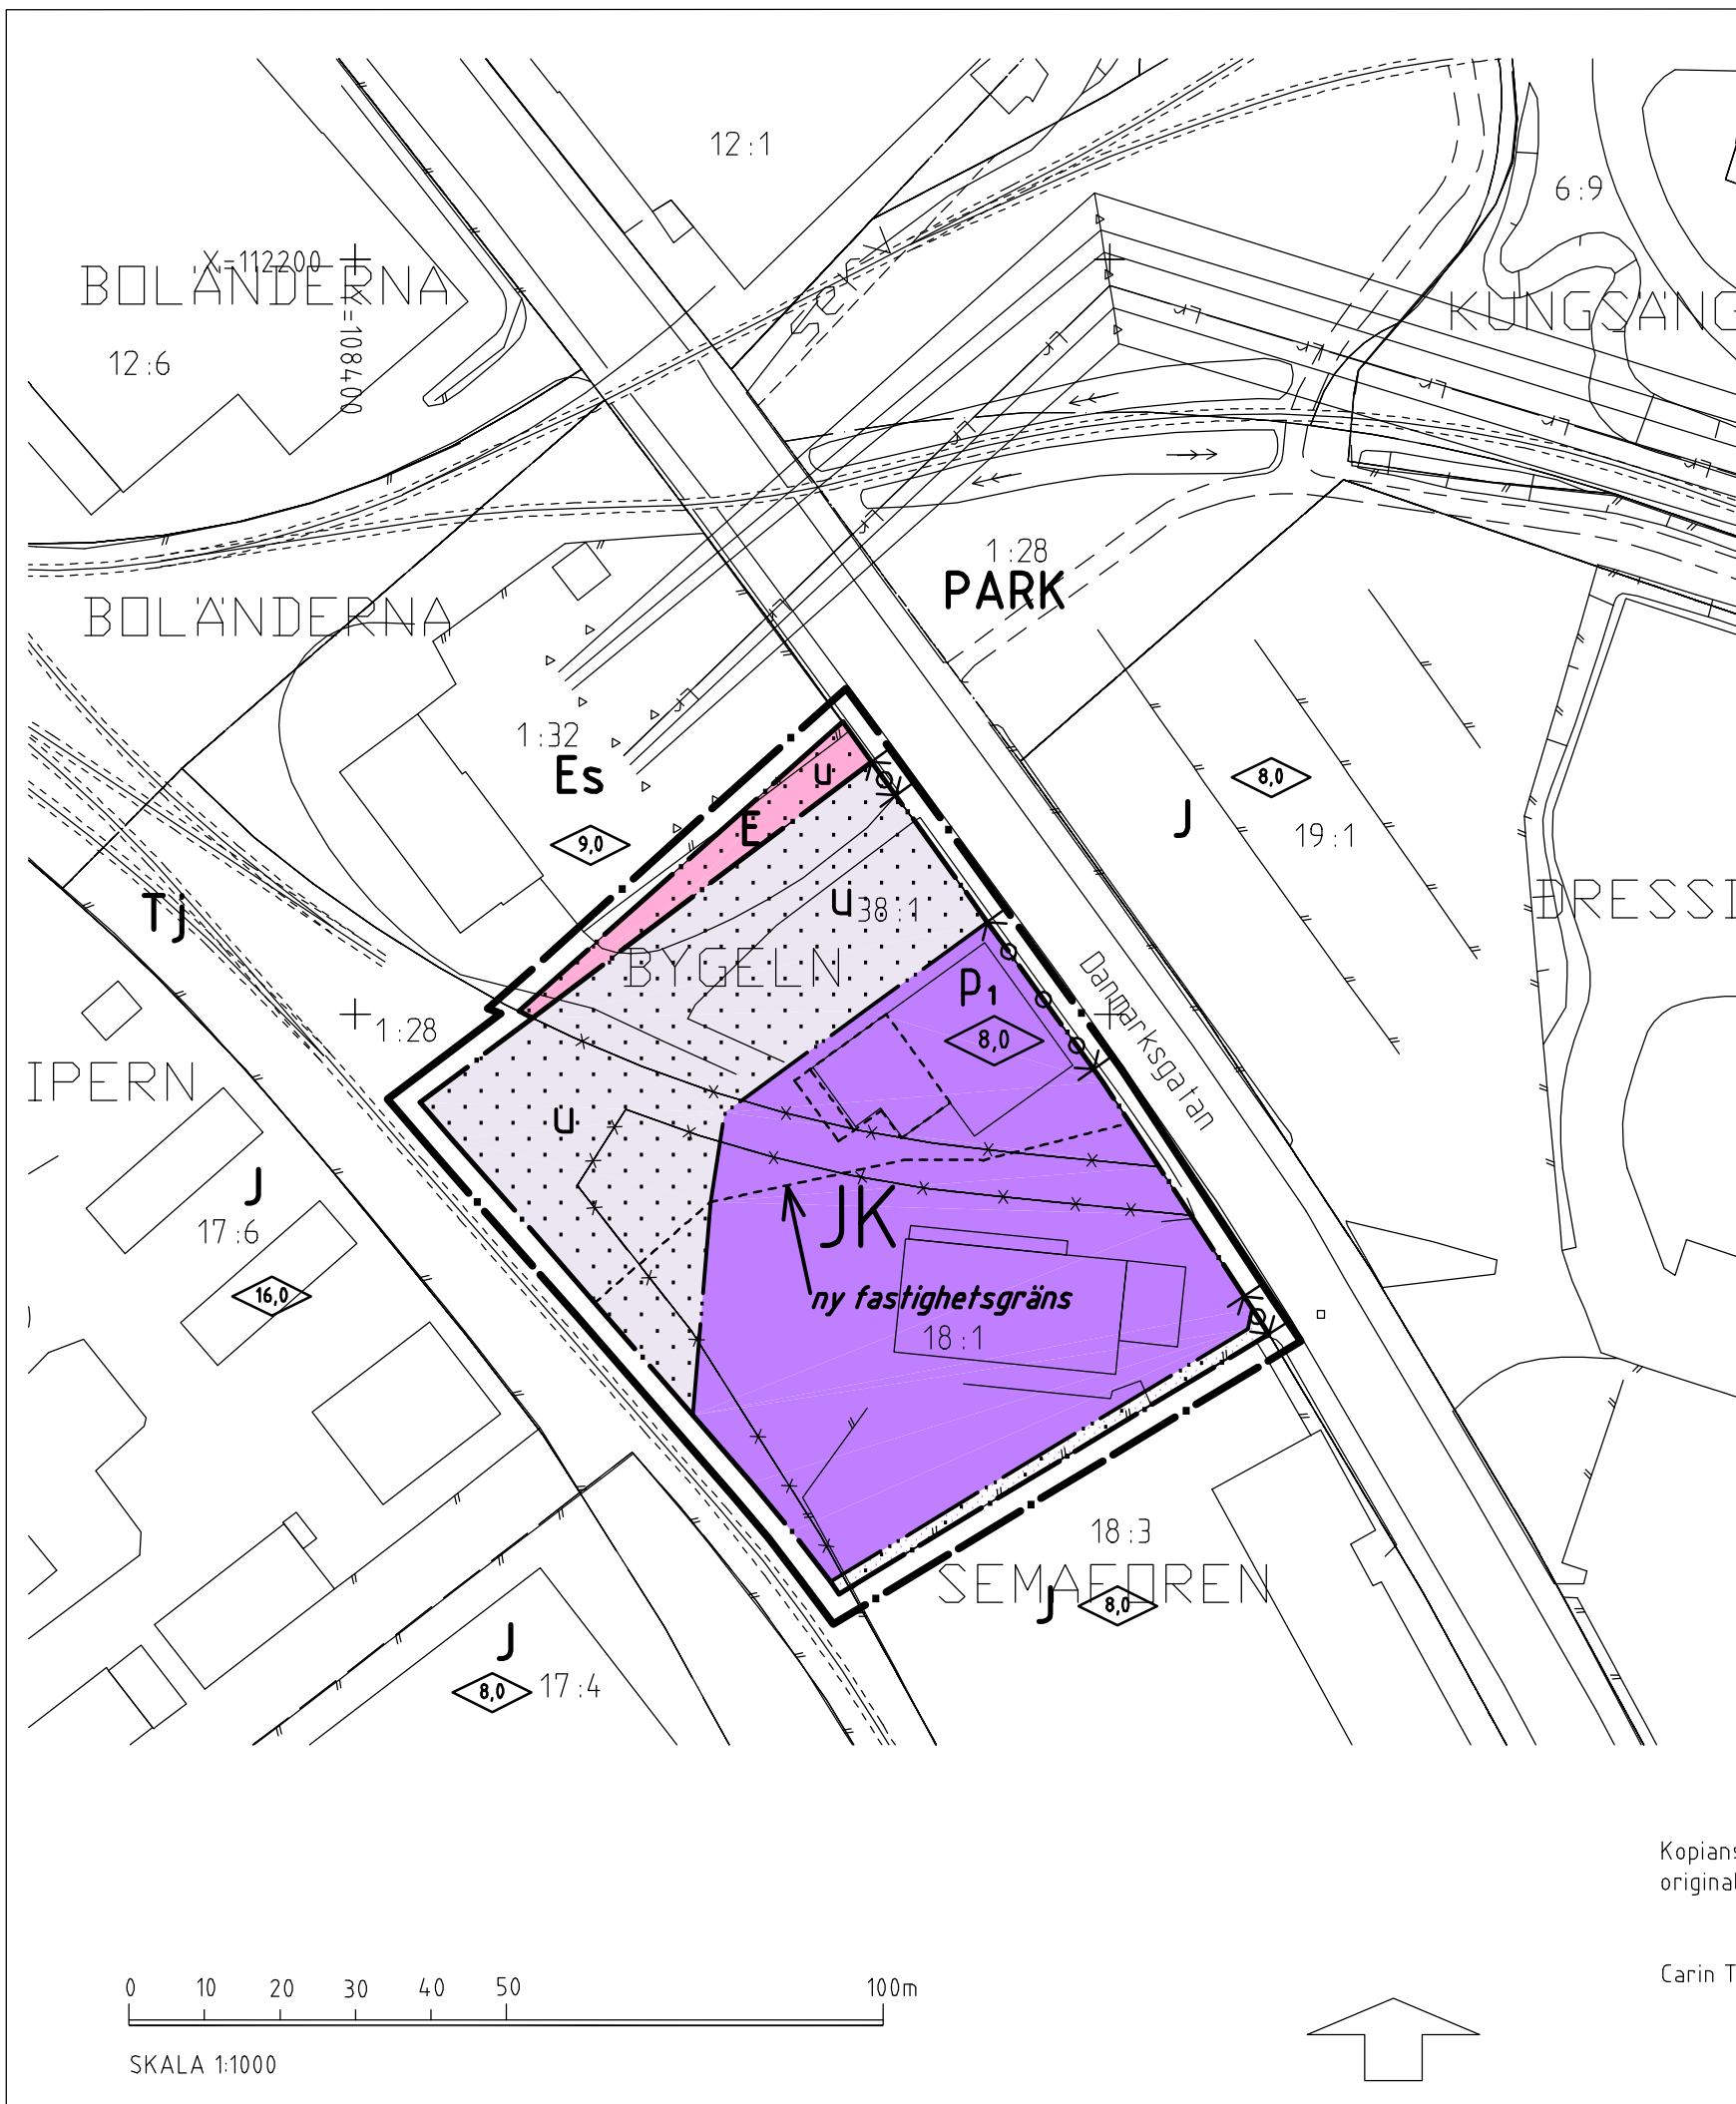 12:1
6:9
X=112200
BOLÄNDERNA
Y=108400
KUNGSÄNG
12:6
1:28
PARK
BOLÄNDERNA
1:32
Es
9,0
u
E
8,0
J
19:1
Tj
u
38:1
DRESSI
BYGELN
P1
8,0
Danmarksgatan
1:28
IPERN
u
J
17:6
16,0
JK
ny fastighetsgräns
18:1
18:3
SEMAFOREN
J
8,0
J
8,0
17:4
Kopians
original
Carin T
0 10 20 30 40 50 100m
SKALA 1:1000